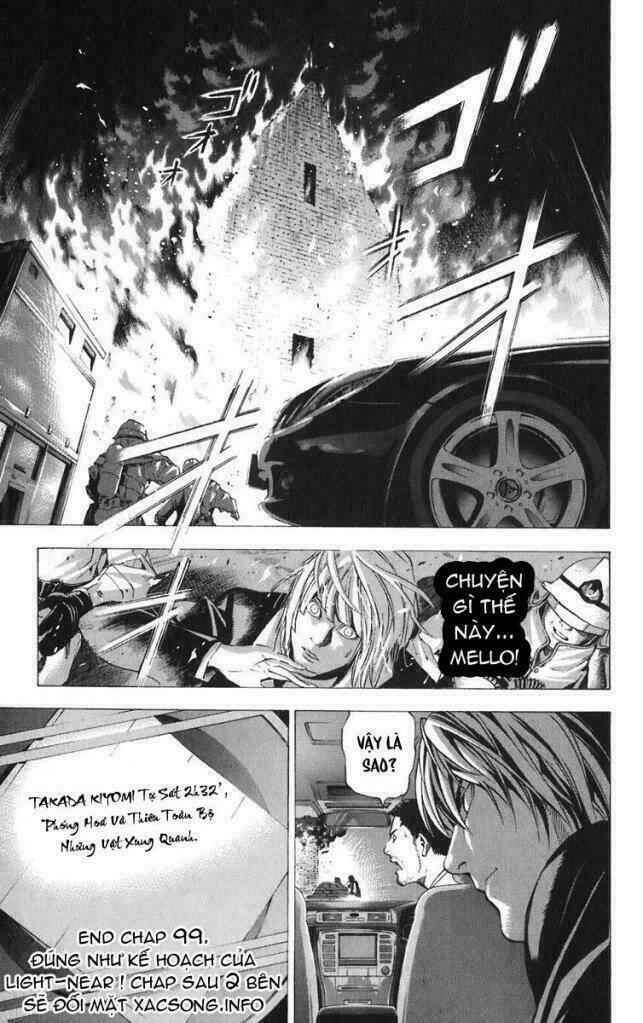 ゴ
オ
オ
ゴ
CHUYỆN
GÌ THẾ
NÀY...
MELLO!
VẬY LÀ
SAO?
TAKADA KIYOMI Tự Sát 2h32',
"Phóng Hoả Và Thiêu Toàn Bộ
Những Vật Xung Quanh.
END CHAP 99.
ĐÚNG NHƯ KẾ HOẠCH CỦA
LIGHT-NEAR ! CHAP SAU 2 BÊN
SẼ ĐỐI MẶT XACSONG.INFO